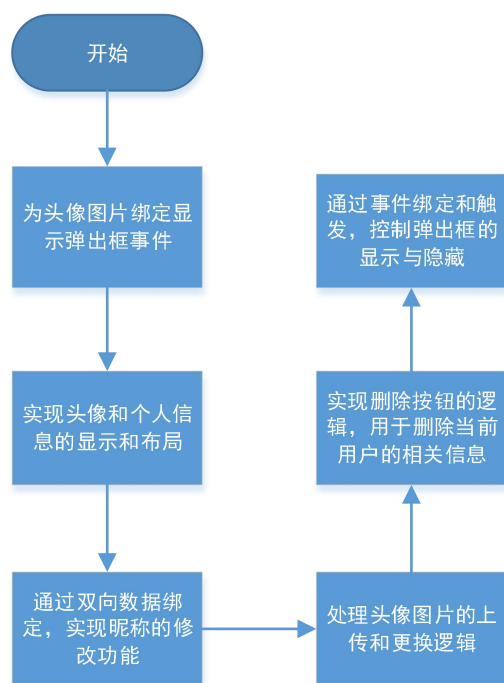 开始
为头像图片绑定显
示弹出框事件
实现头像和个人信
息的显示和布局
通过双向数据绑
定，实现昵称的修
改功能
处理头像图片的上
传和更换逻辑
实现删除按钮的逻
辑，用于删除当前
用户的相关信息
通过事件绑定和触
发，控制弹出框的
显示与隐藏